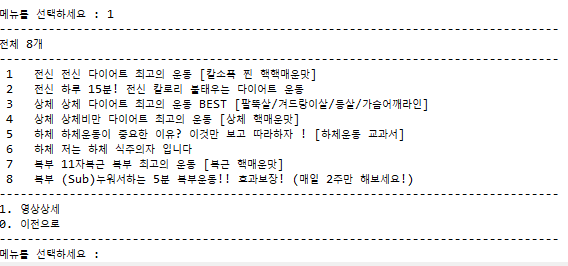 메뉴를 선택하세요 : 1
--------------------------------------------------------------------------------
전체 8개
--------------------------------------------------------------------------------
1 전신 전신 다이어트 최고의 운동 [칼소폭 찐 핵핵매운맛]
2 전신 하루 15분! 전신 칼로리 불태우는 다이어트 운동
3 상체 상체 다이어트 최고의 운동 BEST [팔뚝살/겨드랑이살/등살/가슴어깨라인]
4 상체 상체비만 다이어트 최고의 운동 [상체 핵매운맛]
5 하체 하체운동이 중요한 이유? 이것만 보고 따라하자 ! [하체운동 교과서]
6 하체 저는 하체 식주의자 입니다
7 복부 11자복근 복부 최고의 운동 [복근 핵매운맛]
8 복부 (Sub)누워서하는 5분 복부운동!! 효과보장! (매일 2주만 해보세요!)
--------------------------------------------------------------------------------
1. 영상상세
0. 이전으로
--------------------------------------------------------------------------------
메뉴를 선택하세요 :